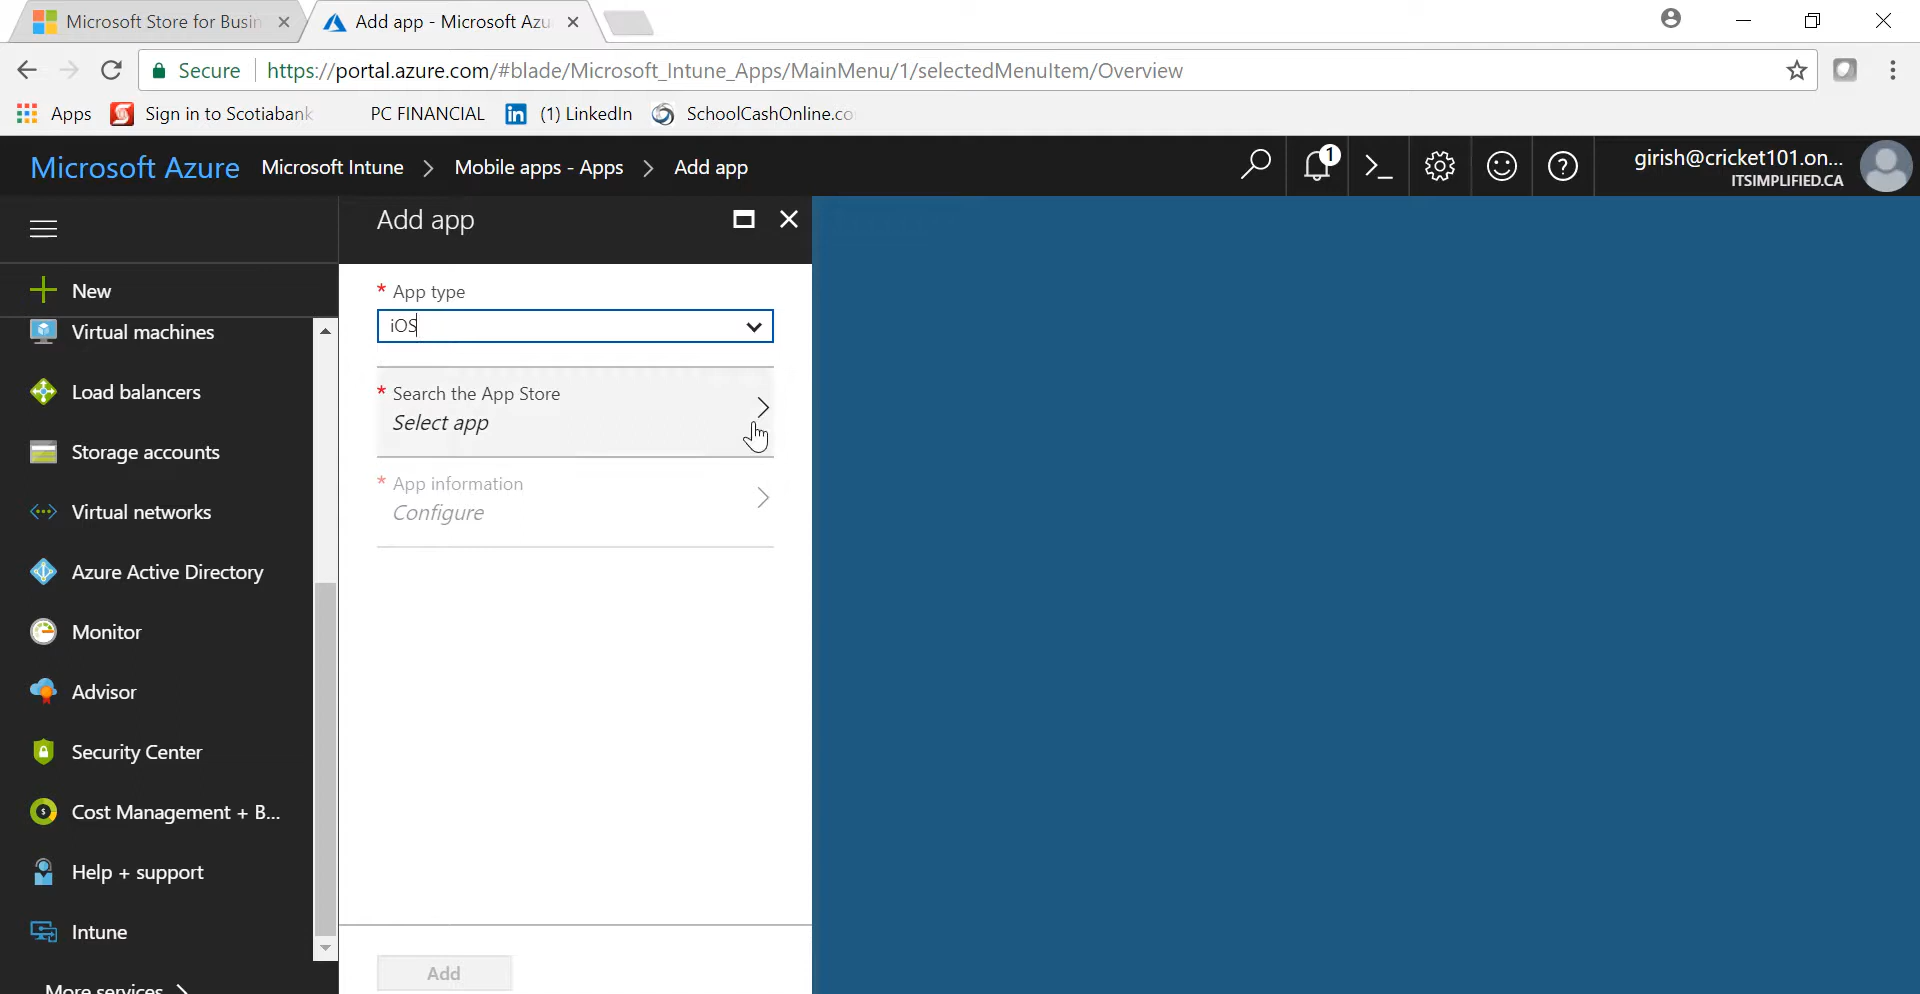 Microsoft Store for Busin
Add app - Microsoft Azu
Secure
https://portal.azure.com/#blade/Microsoft_Intune_Apps/MainMenu/1/selectedMenuItem/Overview
Apps
Sign in to Scotiabank
PC FINANCIAL
(1) LinkedIn
SchoolCashOnline.co
Microsoft Azure
Microsoft Intune > Mobile apps - Apps > Add app
1
girish@cricket101.on...
ITSIMPLIFIED.CA
New
Virtual machines
Load balancers
Storage accounts
Virtual networks
Azure Active Directory
Monitor
Advisor
Security Center
Cost Management + B...
Help + support
Intune
More services >
Add app
* App type
iOS
* Search the App Store
Select app
* App information
Configure
Add